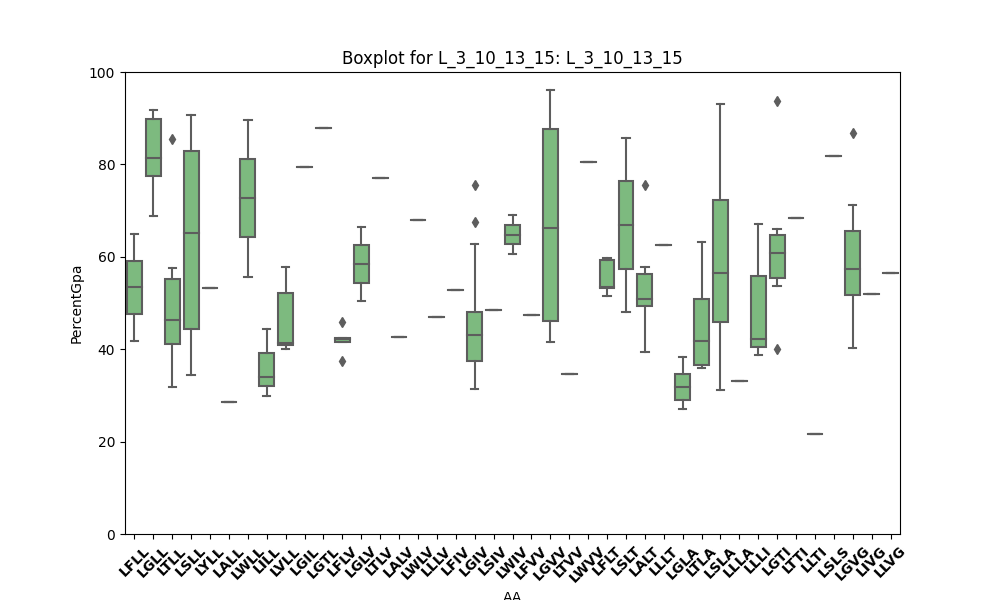 Boxplot for L_3_10_13_15: L_3_10_13_15
PercentGpa
100
80
60
40
20
0
LFLL LGLL LTLL LSLL LYLL LALL LWLL LILL LVLL LGIL LGTL LFLV LGLV LTLV LALV LWLV LLLV LFIV LGIV LSIV LWIV LFVV LGVV LTVV LWVV LFLT LSLT LALT LLLT LGLA LTLA LSLA LLLA LLLI LGTI LTTI LLTI LSLS LGVG LIVG LLVG
AA